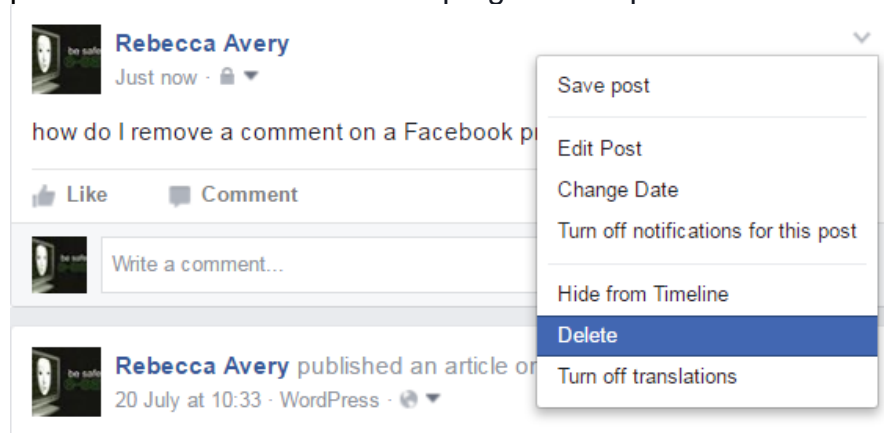 Rebecca Avery
Just now ·
how do I remove a comment on a Facebook
Like Comment
Write a comment...
Save post
Edit Post
Change Date
Turn off notifications for this post
Hide from Timeline
Delete
Turn off translations
Rebecca Avery published an article
20 July at 10:33 · WordPress ·
be safe